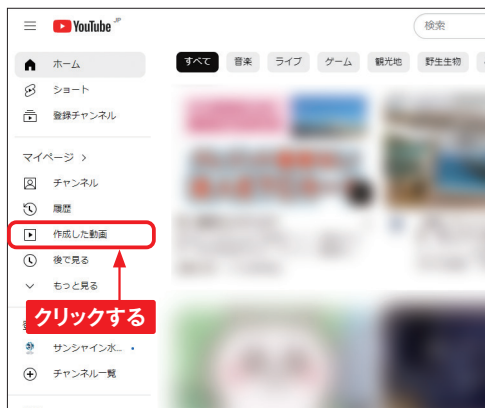 YouTube JP
検索
すべて 音楽 ライブ ゲーム 観光地 野生生物
ホーム
ショート
登録チャンネル
マイページ >
チャンネル
履歴
作成した動画
後で見る
もっと見る
クリックする
サンシャイン水...
チャンネル一覧